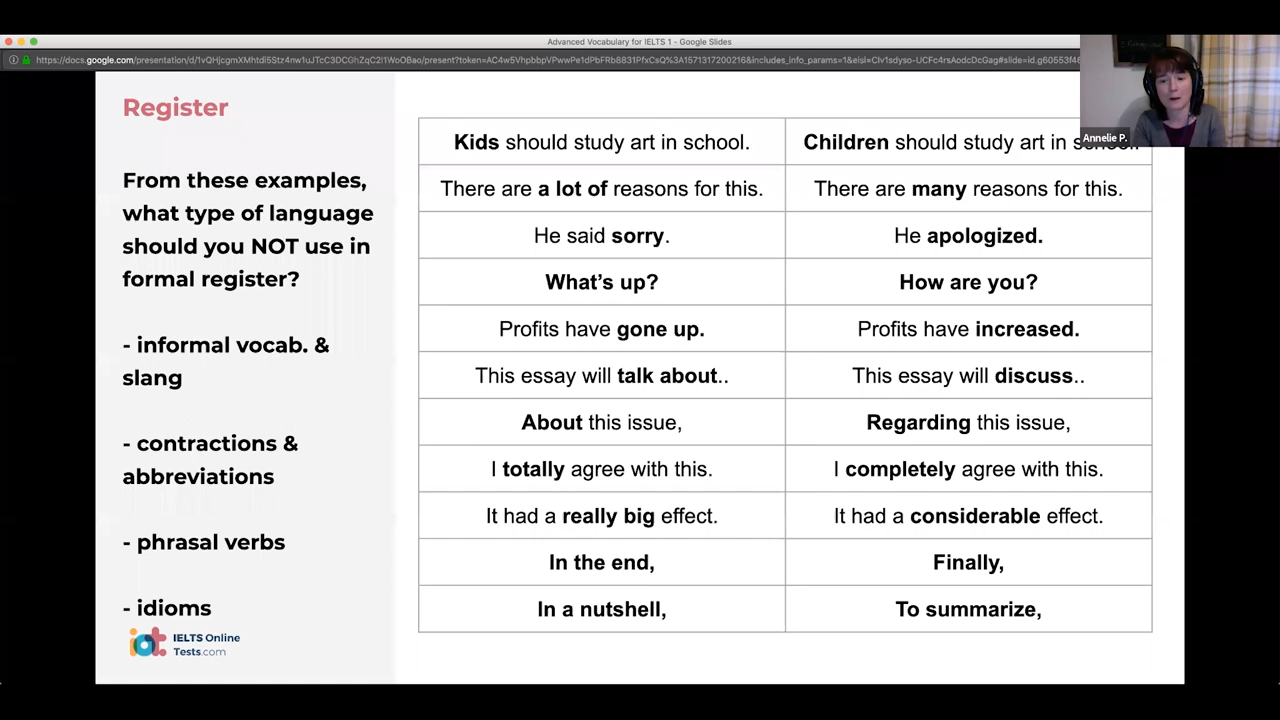 Advanced Vocabulary for IELTS 1 - Google Slides
Annelie P.
Register
From these examples,
what type of language
should you NOT use in
formal register?
- informal vocab. &
slang
- contractions &
abbreviations
- phrasal verbs
- idioms
IELTS Online
Tests.com
Kids should study art in school.
Children should study art in school.
There are a lot of reasons for this.
There are many reasons for this.
He said sorry.
He apologized.
What's up?
How are you?
Profits have gone up.
Profits have increased.
This essay will talk about..
This essay will discuss..
About this issue,
Regarding this issue,
I totally agree with this.
I completely agree with this.
It had a really big effect.
It had a considerable effect.
In the end,
Finally,
In a nutshell,
To summarize,